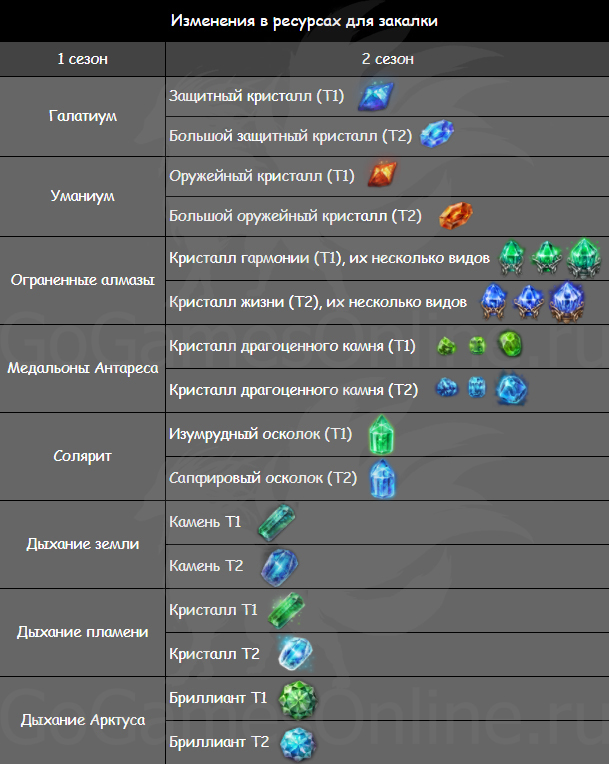 Изменения в ресурсах для закалки
1 сезон
2 сезон
Галатиум
Защитный кристалл (Т1)
Большой защитный кристалл (Т2)
Уманиум
Оружейный кристалл (Т1)
Большой оружейный кристалл (Т2)
Ограненные алмазы
Кристалл гармонии (Т1), их несколько видов
Кристалл жизни (Т2), их несколько видов
Медальоны Антареса
Кристалл драгоценного камня (Т1)
Кристалл драгоценного камня (Т2)
Солярит
Изумрудный осколок (Т1)
Сапфировый осколок (Т2)
Дыхание земли
Камень Т1
Камень Т2
Дыхание пламени
Кристалл Т1
Кристалл Т2
Дыхание Арктуса
Бриллиант Т1
Бриллиант Т2
GoGamesOnline.ru
GoGamesOnline.ru